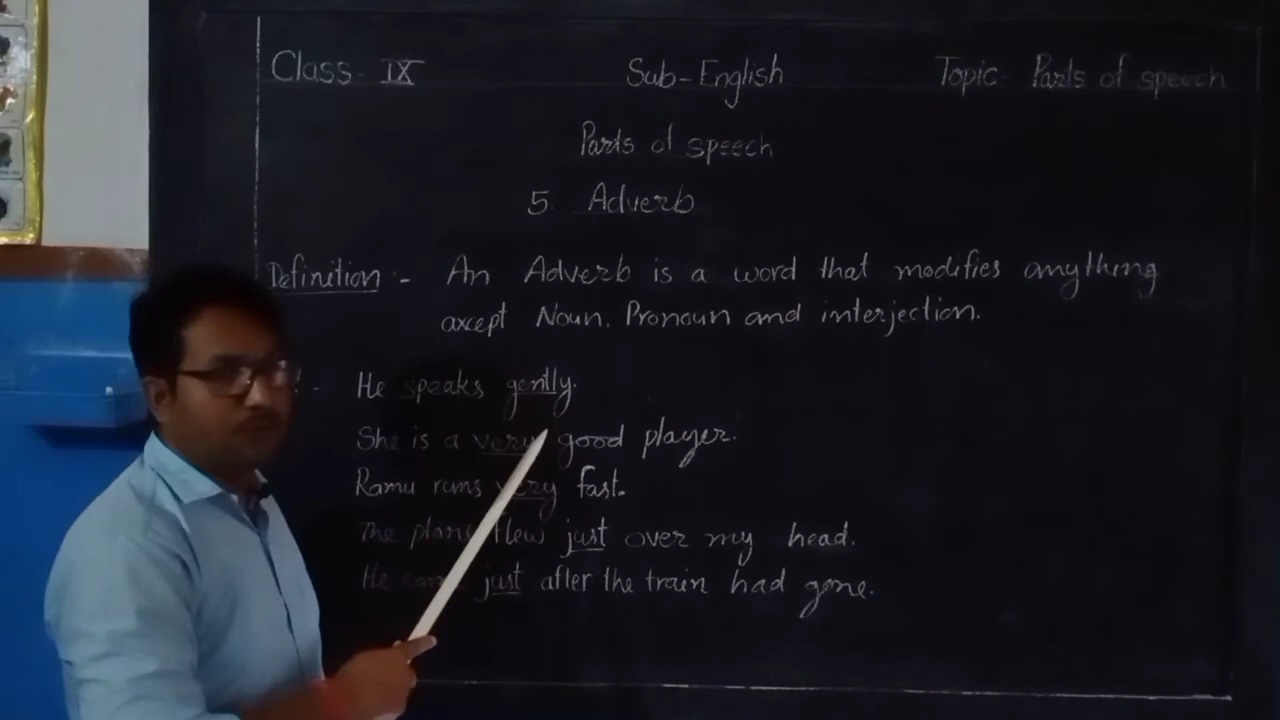 Class- IX Sub-English Topic- Parts of speech
Parts of speech
5. Adverb
Definition :- An Adverb is a word that modifies anything
axcept Noun, Pronoun and interjection.
He speaks gently.
She is a very good player.
Ramu runs very fast.
The plane flew just over my head.
He came just after the train had gone.